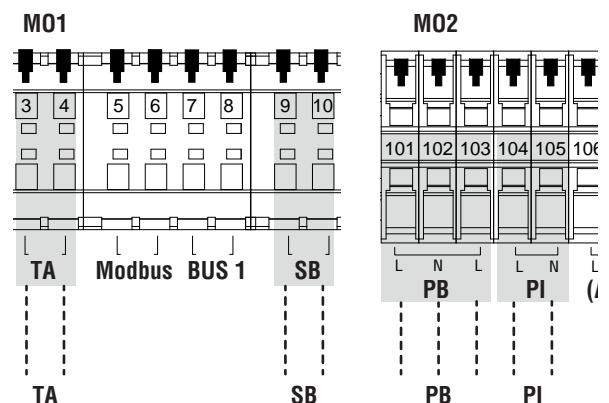 MO1 MO2
3 4 5 6 7 8 9 10
101 102 103 104 105 106
L N L L N L
TA Modbus BUS 1 SB PB PI (
TA SB PB PI